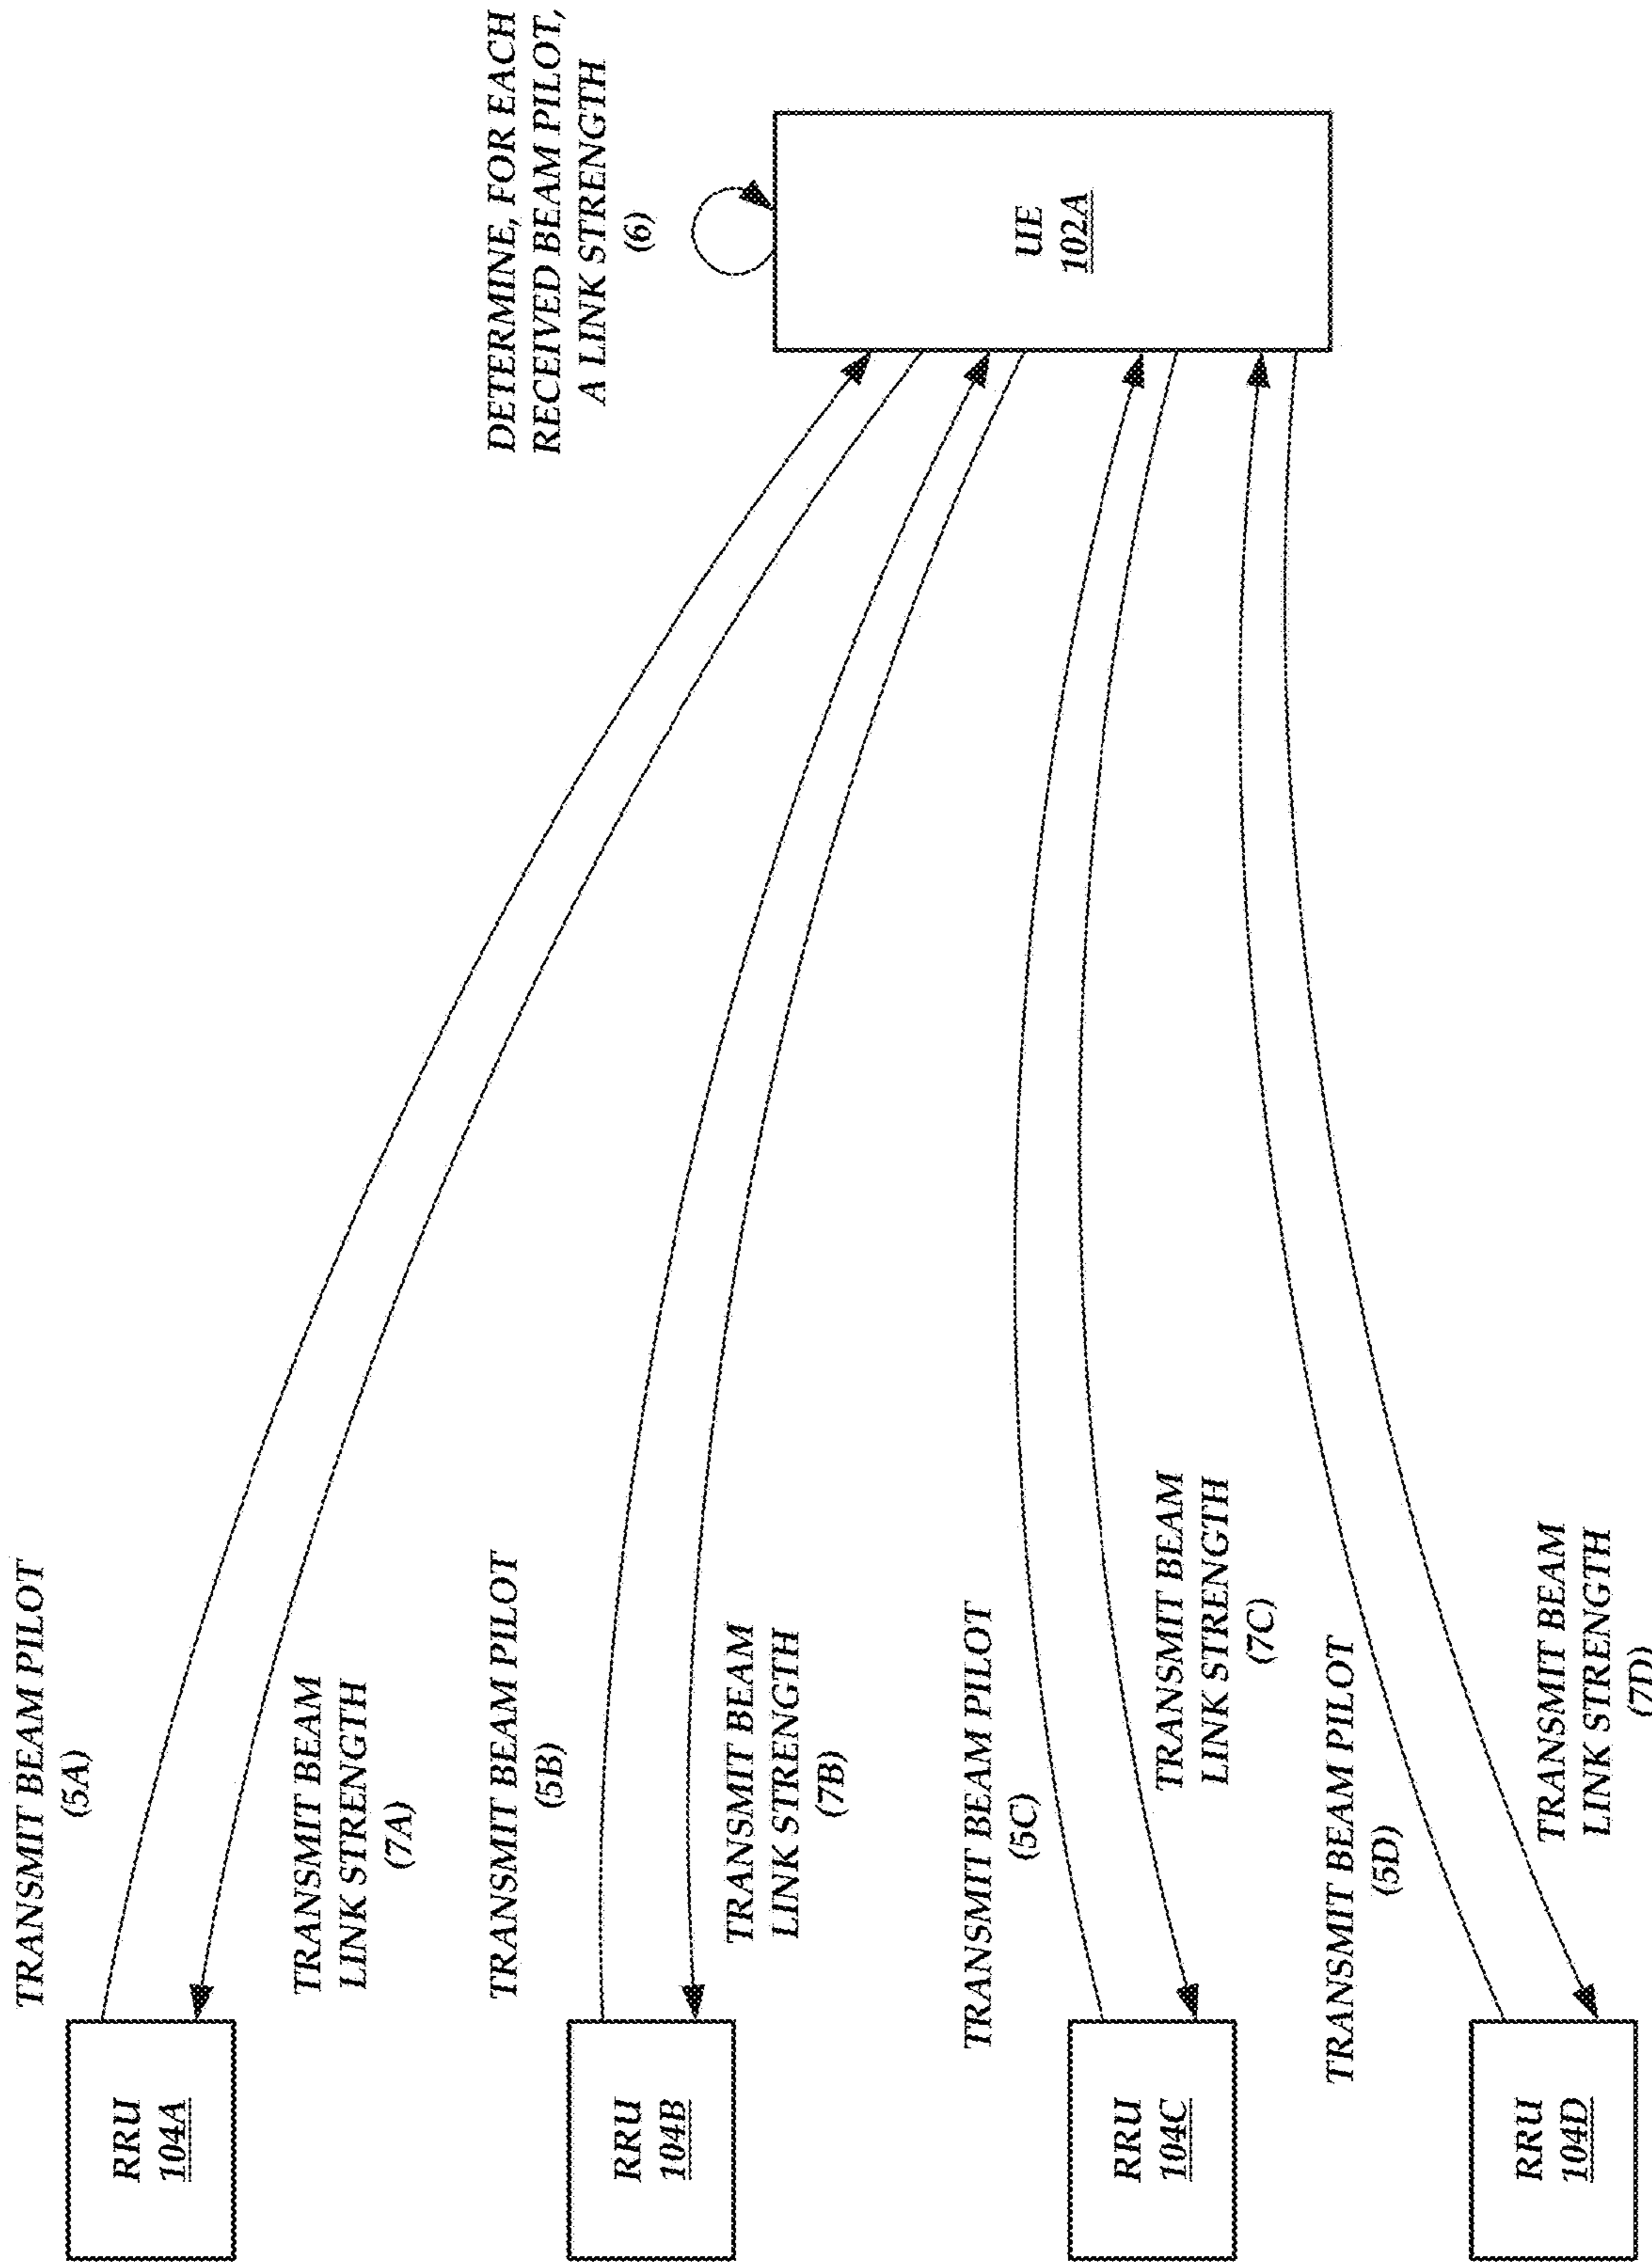 DETERMINE, FOR EACH
RECEIVED BEAM PILOT,
A LINK STRENGTH
(6)
UE
102A
TRANSMIT BEAM PILOT
(5A)
TRANSMIT BEAM
LINK STRENGTH
(7A)
TRANSMIT BEAM PILOT
(5B)
TRANSMIT BEAM
LINK STRENGTH
(7B)
TRANSMIT BEAM PILOT
(5C)
TRANSMIT BEAM
LINK STRENGTH
(7C)
TRANSMIT BEAM PILOT
(5D)
TRANSMIT BEAM
LINK STRENGTH
(7D)
RRU
104A
RRU
104B
RRU
104C
RRU
104D